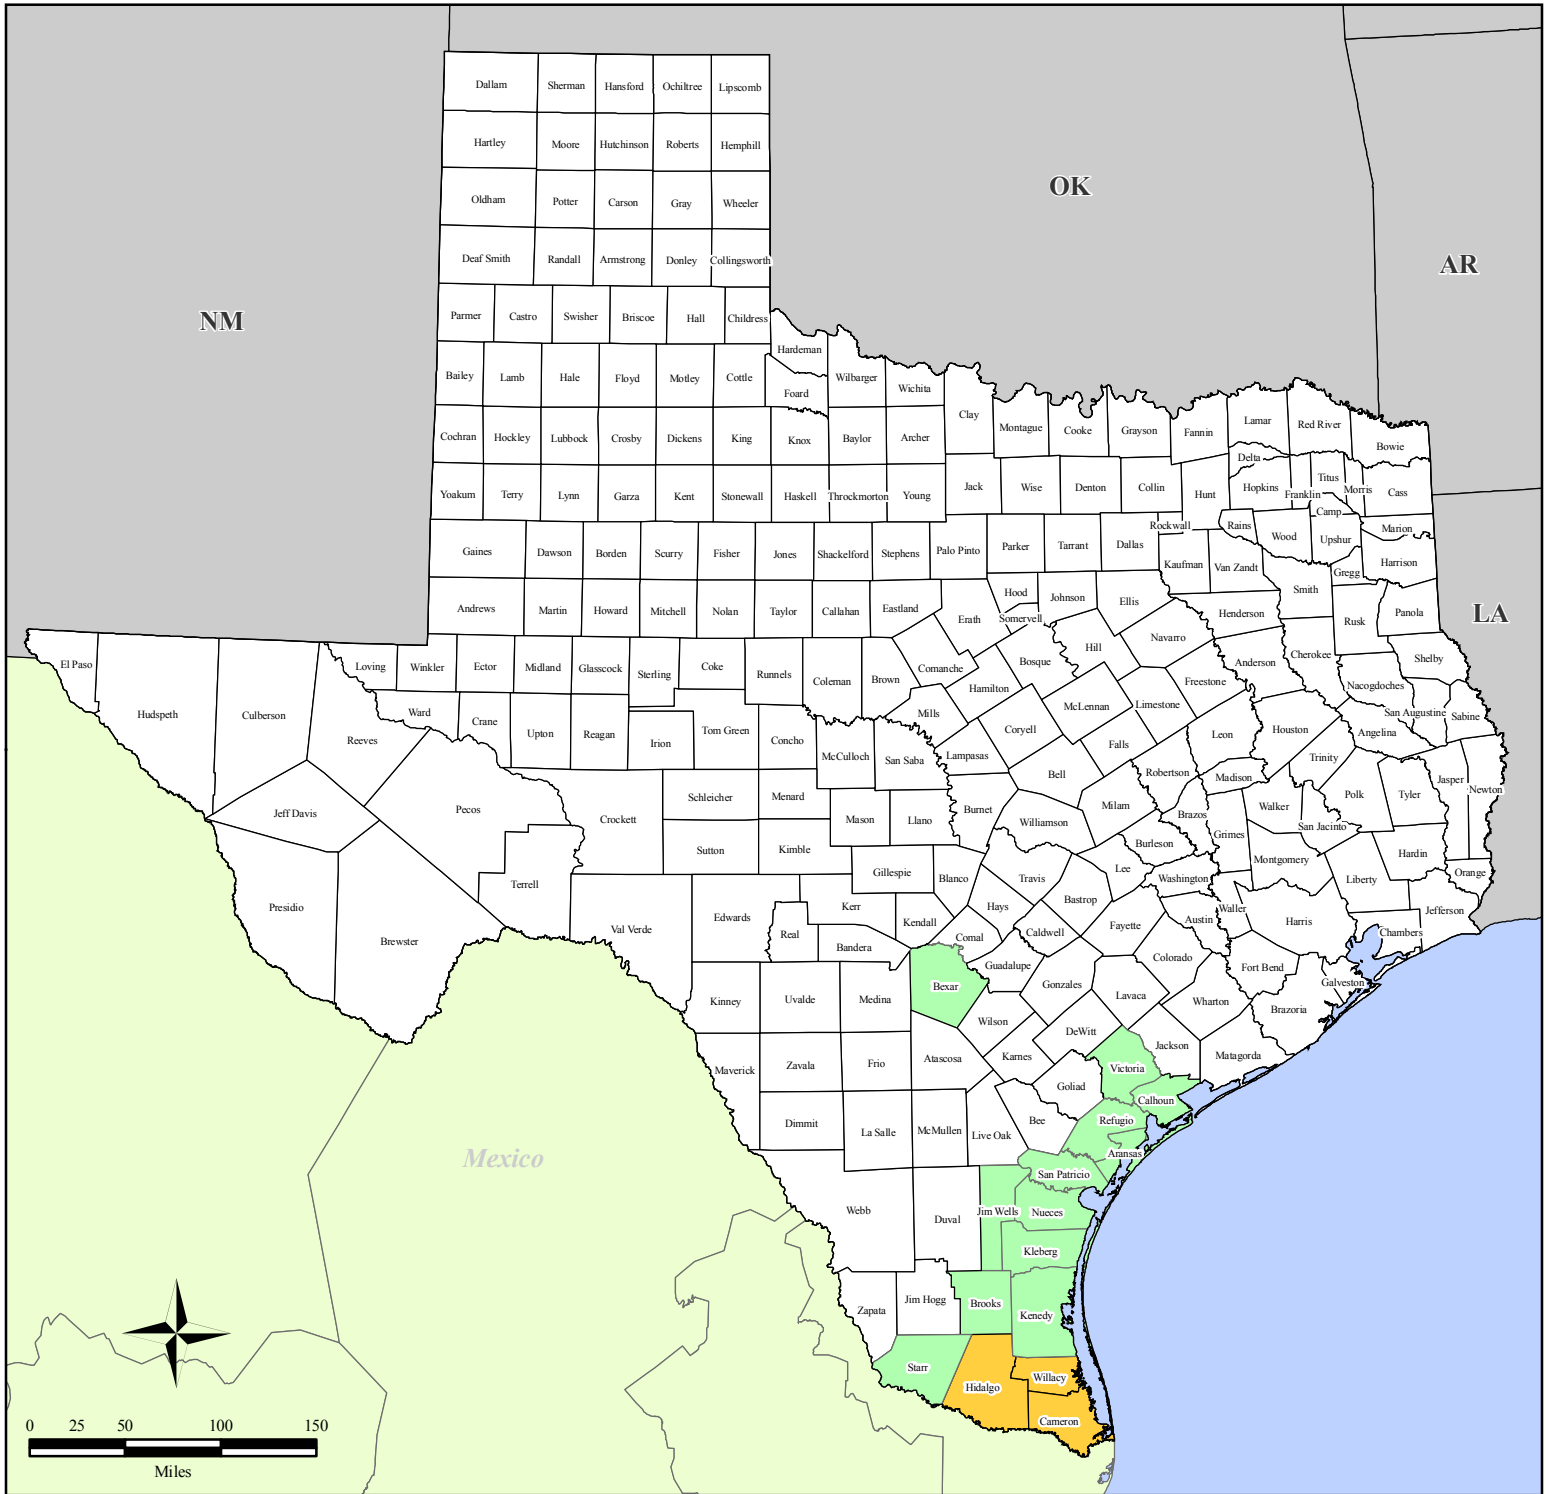 Dallam Sherman Hansford Ochiltree Lipscomb
Hartley Moore Hutchinson Roberts Hemphill
OK
Oldham Potter Carson Gray Wheeler
Deaf Smith Randall Armstrong Donley Collingsworth
AR
NM
Parmer Castro Swisher Briscoe Hall Childress
Hardeman
Bailey Lamb Hale Floyd Motley Cottle Foard Wilbarger Wichita
Clay Montague Cooke Grayson Fannin Lamar Red River Bowie
Cochran Hockley Lubbock Crosby Dickens King Knox Baylor Archer
Delta
Yoakum Terry Lynn Garza Kent Stonewall Haskell Throckmorton Young Jack Wise Denton Collin Hunt Hopkins Franklin Titus Morris Cass
Camp
Rockwall Rains Wood Upshur Marion
Gaines Dawson Borden Scurry Fisher Jones Shackelford Stephens Palo Pinto Parker Tarrant Dallas Kaufman Van Zandt Gregg Harrison
Smith
Andrews Martin Howard Mitchell Nolan Taylor Callahan Eastland Erath Hood Somervell Johnson Ellis Henderson Rusk Panola
LA
Navarro
El Paso Loving Winkler Ector Midland Glasscock Sterling Coke Runnels Coleman Brown Comanche Bosque Hill Anderson Cherokee Shelby
Hamilton Freestone Nacogdoches
Hudspeth Culberson Ward Crane Mills McLennan Limestone San Augustine Sabine
Reeves Upton Reagan Irion Tom Green Concho McCulloch San Saba Lampasas Coryell Falls Leon Houston Angelina
Trinity
Jeff Davis Pecos Crockett Schleicher Menard Bell Robertson Madison Jasper Newton
Mason Llano Burnet Williamson Milam Brazos Grimes Walker San Jacinto Polk Tyler
Sutton Kimble Burleson Montgomery Hardin
Terrell Gillespie Blanco Travis Lee Washington Liberty Orange
Presidio Brewster Val Verde Edwards Real Kerr Kendall Hays Bastrop Austin Waller Harris Jefferson
Bandera Comal Caldwell Fayette Chambers
Colorado
Guadalupe Fort Bend
Kinney Uvalde Medina Bexar Gonzales Lavaca Wharton Galveston
Wilson Brazoria
DeWitt
Maverick Zavala Frio Atascosa Karnes Jackson Matagorda
Victoria
Goliad
Calhoun
Dimmit La Salle McMullen Live Oak Bee Refugio
Aransas
Mexico
San Patricio
Webb Duval Jim Wells Nueces
Kleberg
Zapata Jim Hogg Brooks Kenedy
Starr Hidalgo Willacy
Cameron
0 25 50 100 150
Miles